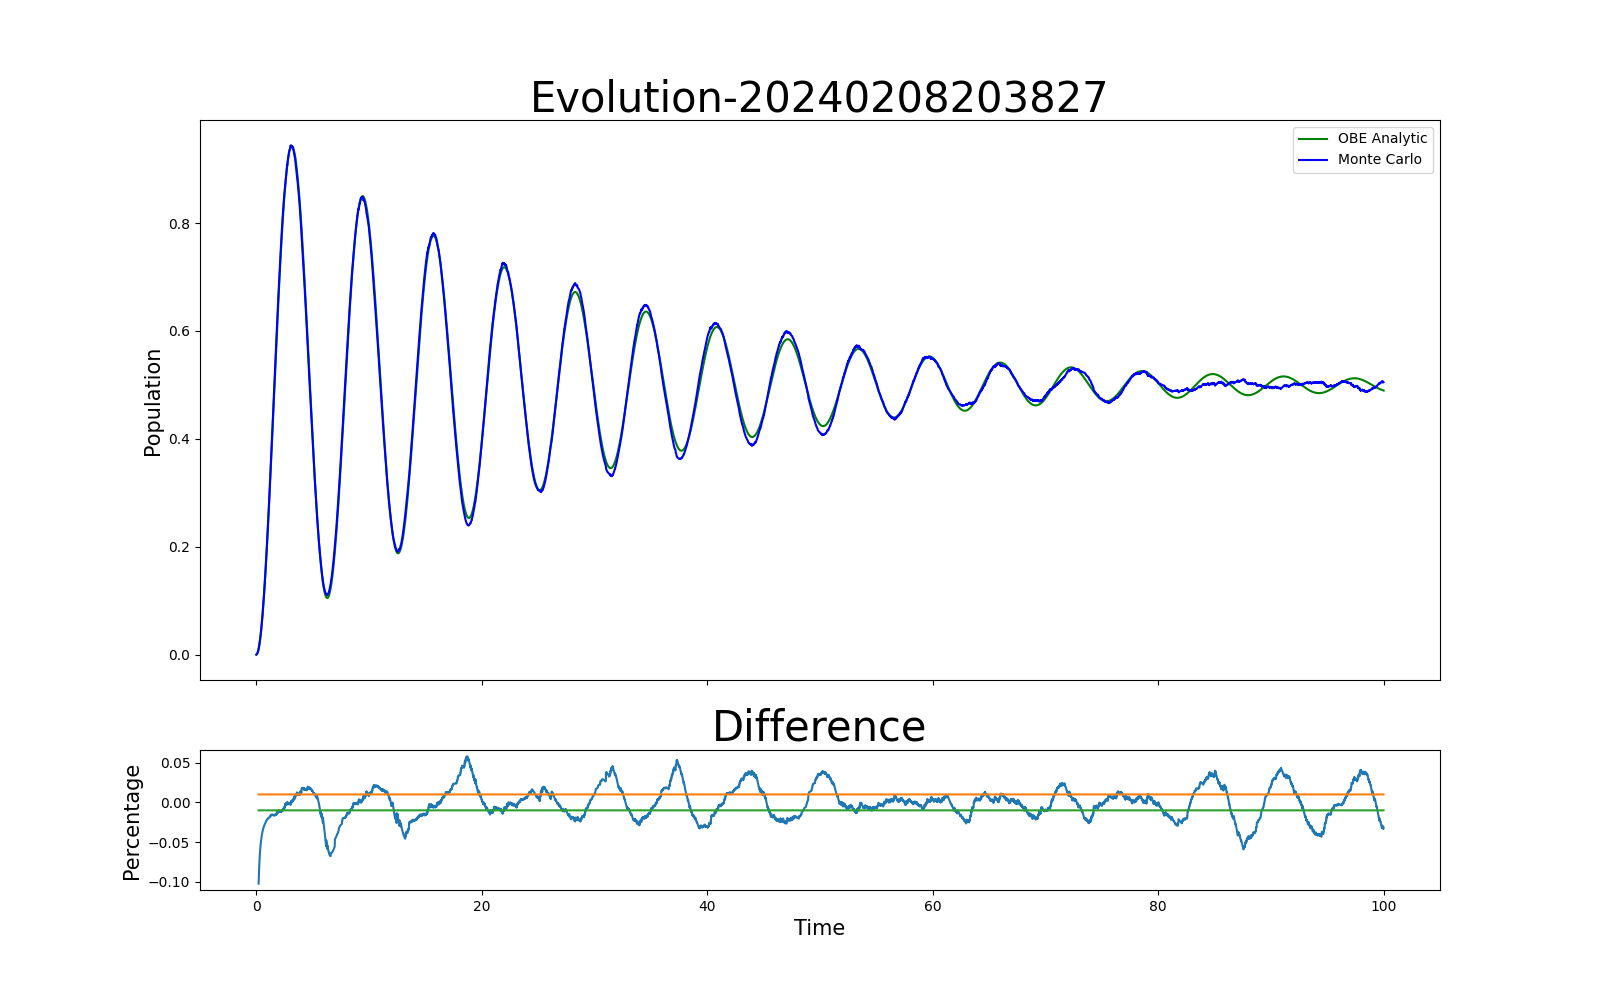 Evolution-20240208203827
OBE Analytic
Monte Carlo
Population
0.8
0.6
0.4
0.2
0.0
Difference
Percentage
0.05
0.00
−0.05
−0.10
0 20 40 60 80 100
Time